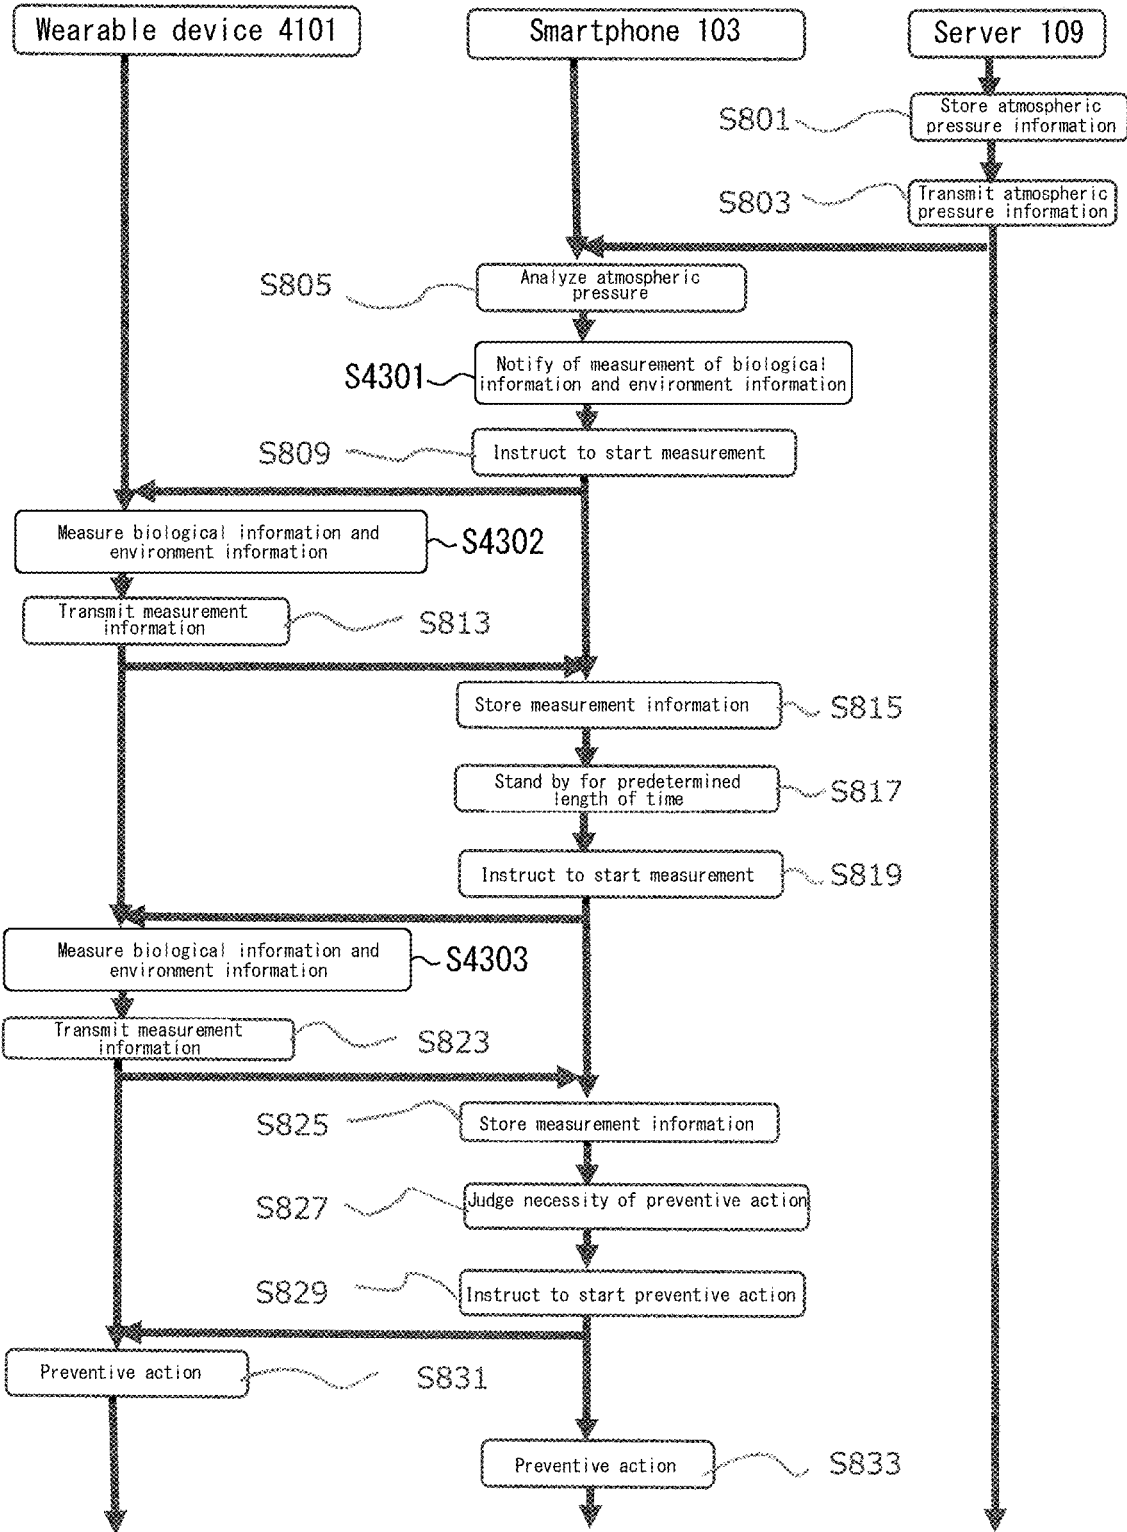 Wearable device 4101
Smartphone 103
Server 109
S801
Store atmospheric
pressure information
S803
Transmit atmospheric
pressure information
S805
Analyze atmospheric
pressure
S4301
Notify of measurement of biological
information and environment information
S809
Instruct to start measurement
Measure biological information and
environment information
S4302
Transmit measurement
information
S813
Store measurement information
S815
Stand by for predetermined
length of time
S817
Instruct to start measurement
S819
Measure biological information and
environment information
S4303
Transmit measurement
information
S823
S825
Store measurement information
S827
Judge necessity of preventive action
S829
Instruct to start preventive action
Preventive action
S831
Preventive action
S833